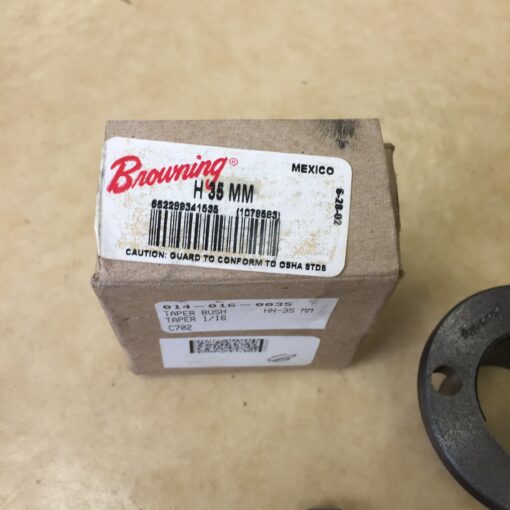 Browning®
MEXICO
H 35 MM
6-28-02
662299341535 (1079593)
CAUTION: GUARD TO CONFORM TO OSHA STDS
014-016-0035
TAPER BUSH HN-35 MM
TAPER 1/16
C702